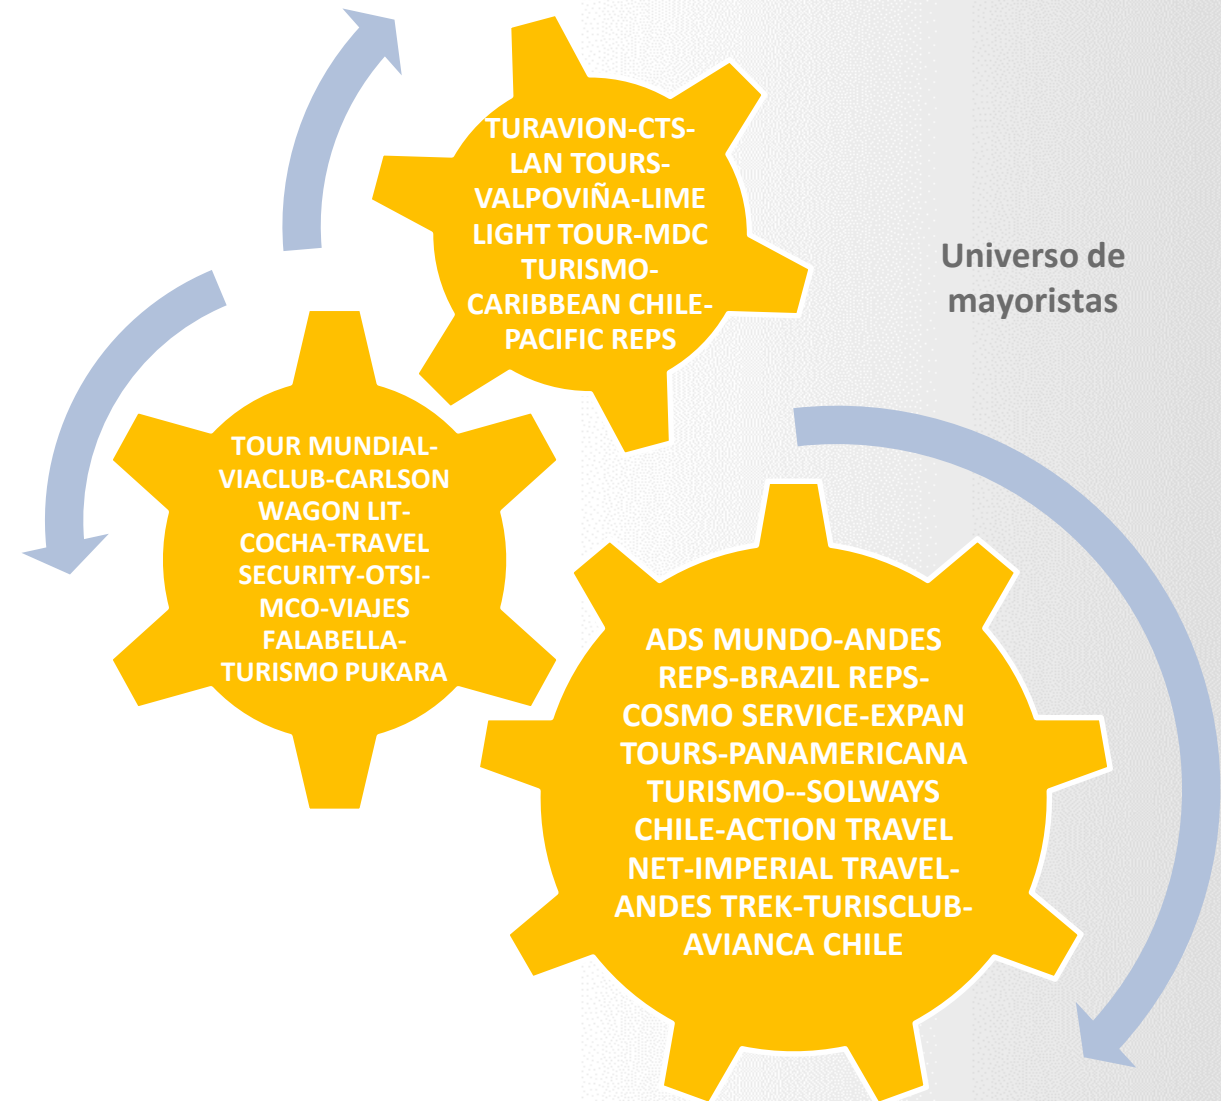 TURAVION-CTS-
LAN TOURS-
VALPOVIÑA-LIME
LIGHT TOUR-MDC
TURISMO-
CARIBBEAN CHILE-
PACIFIC REPS
Universo de
mayoristas
TOUR MUNDIAL-
VIACLUB-CARLSON
WAGON LIT-
COCHA-TRAVEL
SECURITY-OTSI-
MCO-VIAJES
FALABELLA-
TURISMO PUKARA
ADS MUNDO-ANDES
REPS-BRAZIL REPS-
COSMO SERVICE-EXPAN
TOURS-PANAMERICANA
TURISMO--SOLWAYS
CHILE-ACTION TRAVEL
NET-IMPERIAL TRAVEL-
ANDES TREK-TURISCLUB-
AVIANCA CHILE